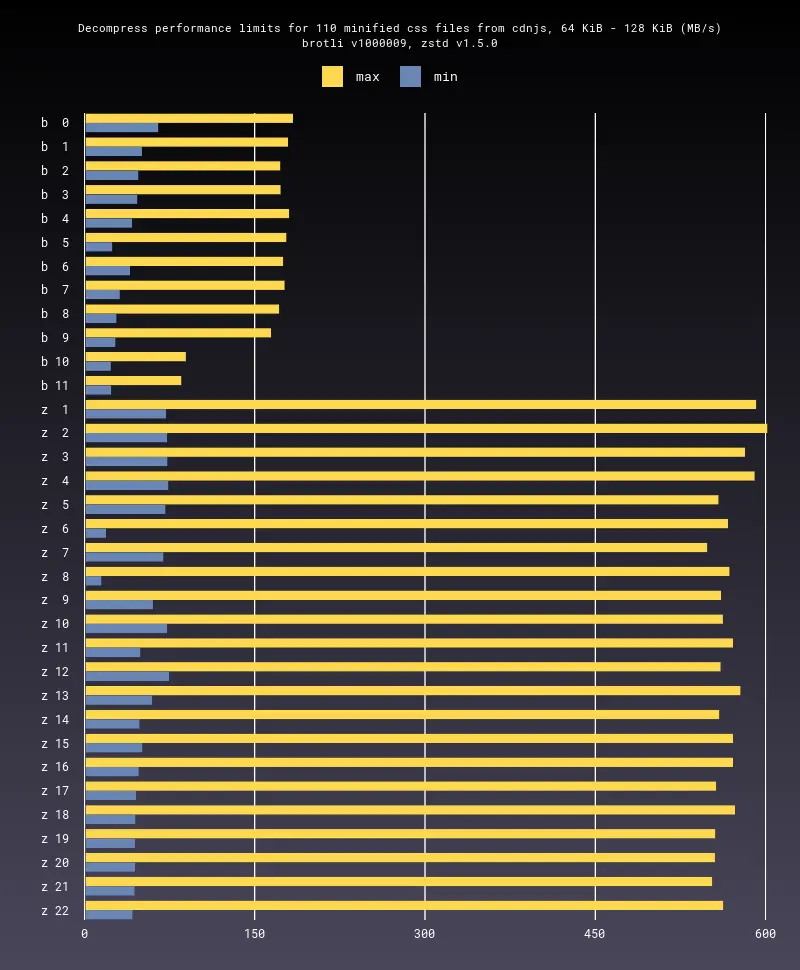 Decompress performance limits for 110 minified css files from cdnjs, 64 KiB - 128 KiB (MB/s)
brotli v1000009, zstd v1.5.0
max min
b 0
b 1
b 2
b 3
b 4
b 5
b 6
b 7
b 8
b 9
b 10
b 11
z 1
z 2
z 3
z 4
z 5
z 6
z 7
z 8
z 9
z 10
z 11
z 12
z 13
z 14
z 15
z 16
z 17
z 18
z 19
z 20
z 21
z 22
0 150 300 450 600